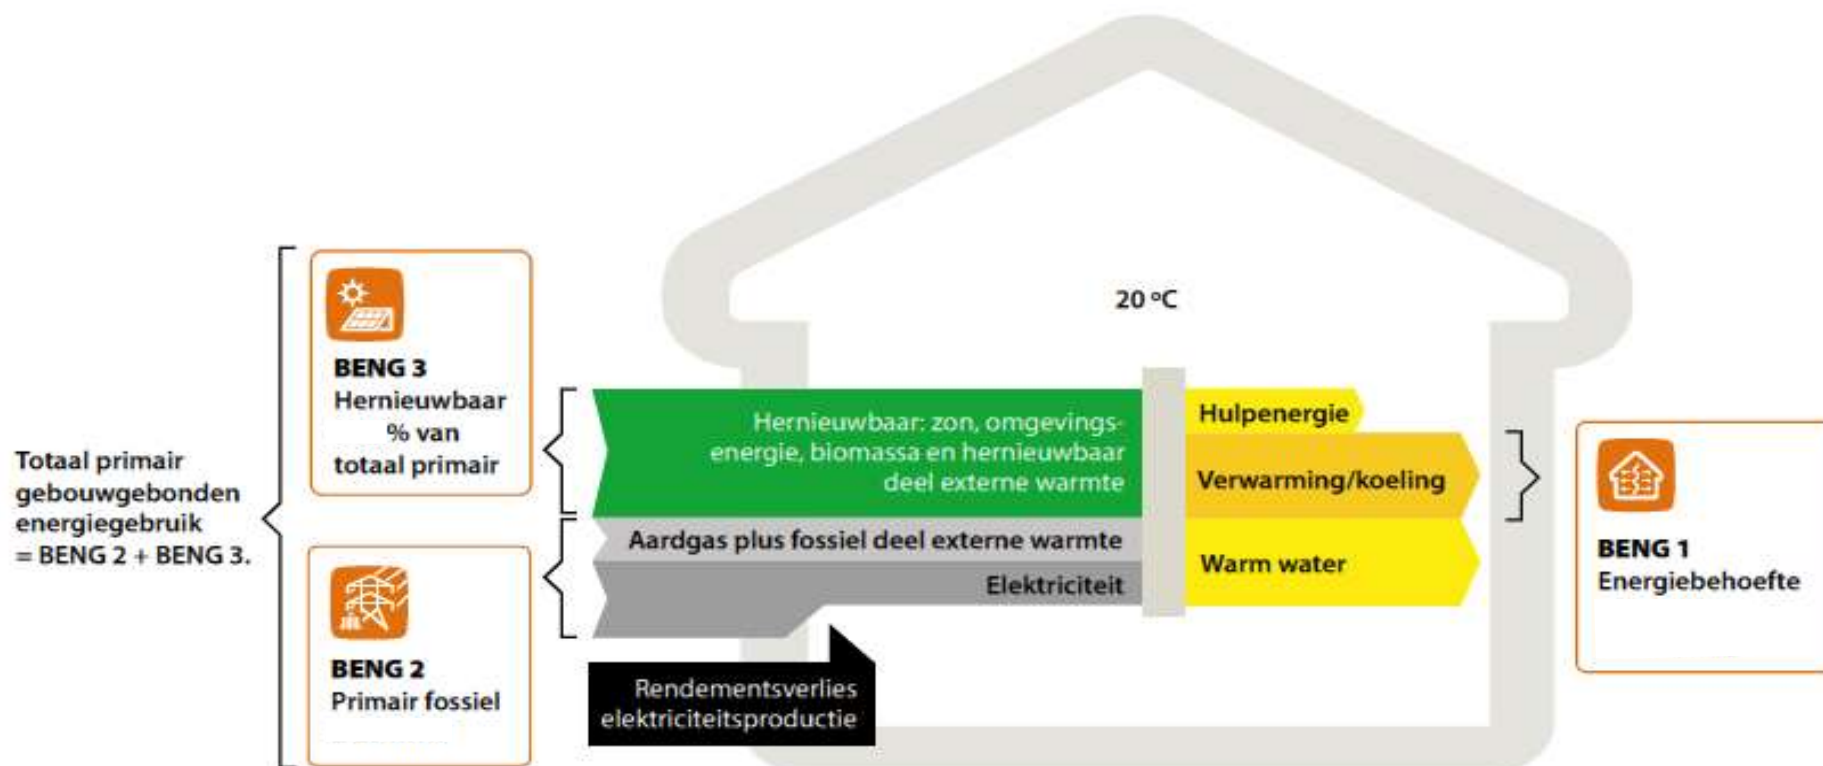 Totaal primair
gebouwgebonden
energiegebruik
= BENG 2 + BENG 3.
BENG 3
Hernieuwbaar
% van
totaal primair
BENG 2
Primair fossiel
20 °C
Hernieuwbaar: zon, omgevings-
energie, biomassa en hernieuwbaar
deel externe warmte
Aardgas plus fossiel deel externe warmte
Elektriciteit
Rendementsverlies
elektriciteitsproductie
Hulpenergie
Verwarming/koeling
Warm water
BENG 1
Energiebehoefte